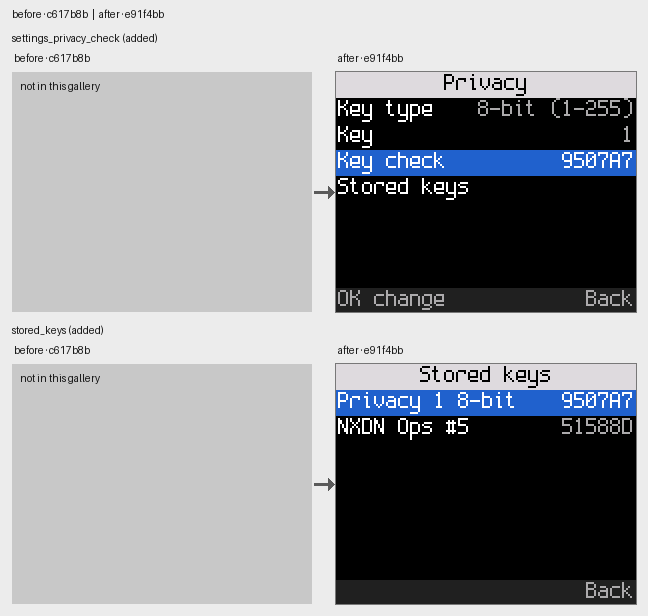 before · c617b8b | after · e91f4bb
settings_privacy_check (added)
before · c617b8b
after · e91f4bb
not in this gallery
Privacy
Key type 8-bit (1-255)
Key 1
Key check 9507A7
Stored keys
OK change Back
stored_keys (added)
before · c617b8b
after · e91f4bb
not in this gallery
Stored keys
Privacy 1 8-bit 9507A7
NXDN Ops #5 51588D
Back